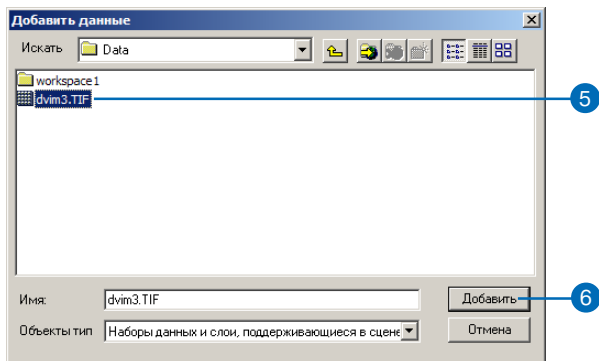 Добавить данные
Искать Data
workspace1
dvim3.TIF
5
Имя: dvim3.TIF Добавить
6
Объекты тип Наборы данных и слои, поддерживающиеся в сцене Отмена